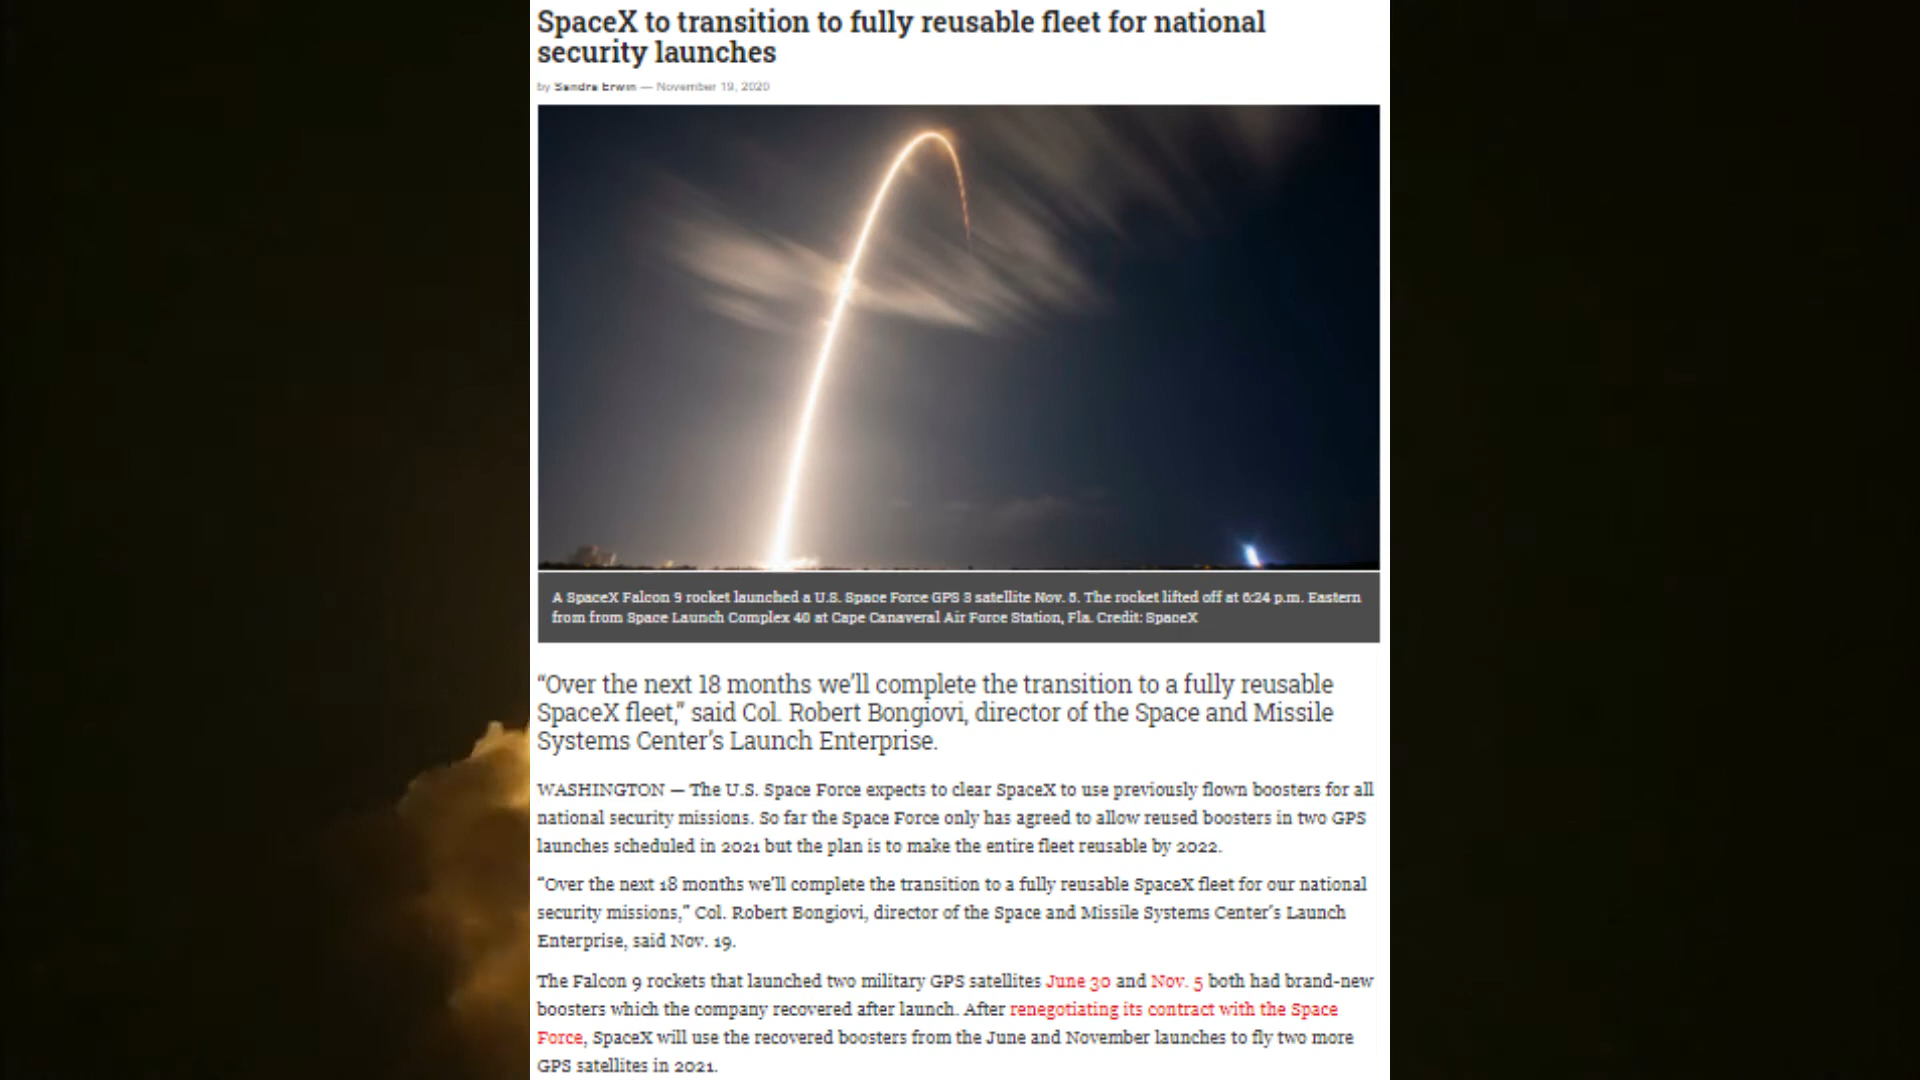 SpaceX to transition to fully reusable fleet for national
security launches
by Sandra Erwin — November 19, 2020
A SpaceX Falcon 9 rocket launched a U.S. Space Force GPS 3 satellite Nov. 5. The rocket lifted off at 6:24 p.m. Eastern
from from Space Launch Complex 40 at Cape Canaveral Air Force Station, Fla. Credit: SpaceX
“Over the next 18 months we’ll complete the transition to a fully reusable
SpaceX fleet,” said Col. Robert Bongiovi, director of the Space and Missile
Systems Center’s Launch Enterprise.
WASHINGTON — The U.S. Space Force expects to clear SpaceX to use previously flown boosters for all
national security missions. So far the Space Force only has agreed to allow reused boosters in two GPS
launches scheduled in 2021 but the plan is to make the entire fleet reusable by 2022.
“Over the next 18 months we’ll complete the transition to a fully reusable SpaceX fleet for our national
security missions,” Col. Robert Bongiovi, director of the Space and Missile Systems Center’s Launch
Enterprise, said Nov. 19.
The Falcon 9 rockets that launched two military GPS satellites June 30 and Nov. 5 both had brand-new
boosters which the company recovered after launch. After renegotiating its contract with the Space
Force, SpaceX will use the recovered boosters from the June and November launches to fly two more
GPS satellites in 2021.